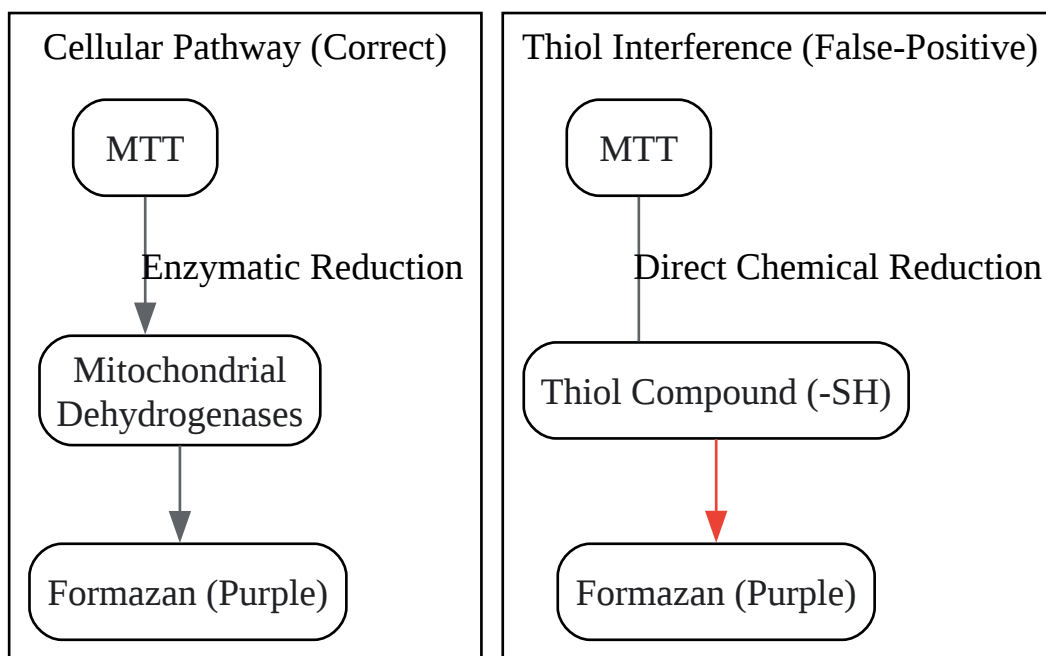 Cellular Pathway (Correct)
MTT
Enzymatic Reduction
Mitochondrial
Dehydrogenases
Formazan (Purple)
Thiol Interference (False-Positive)
MTT
Direct Chemical Reduction
Thiol Compound (-SH)
Formazan (Purple)